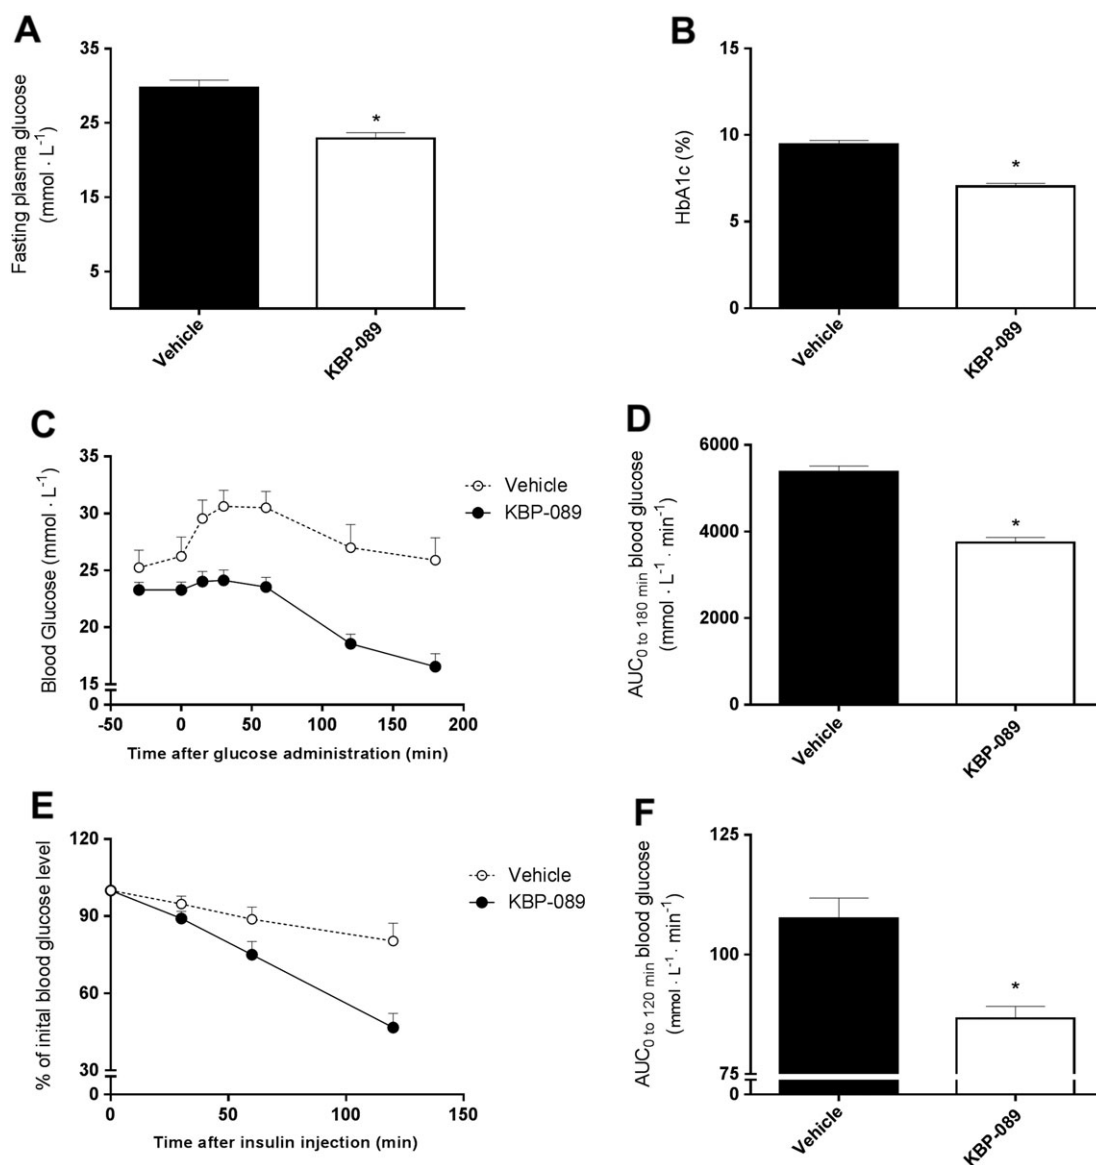 A
Fasting plasma glucose
(mmol · L⁻¹)
35
25
15
5
*
Vehicle
KBP-089
B
HbA1c (%)
15
10
5
0
*
Vehicle
KBP-089
C
Blood Glucose (mmol · L⁻¹)
35
30
25
20
15
0
-50
0
50
100
150
200
Time after glucose administration (min)
Vehicle
KBP-089
D
AUC₀ to 180 min blood glucose
(mmol · L⁻¹ · min⁻¹)
6000
4000
2000
0
*
Vehicle
KBP-089
E
% of inital blood glucose level
120
90
60
30
0
0
50
100
150
Time after insulin injection (min)
Vehicle
KBP-089
F
AUC₀ to 120 min blood glucose
(mmol · L⁻¹ · min⁻¹)
125
100
75
0
*
Vehicle
KBP-089